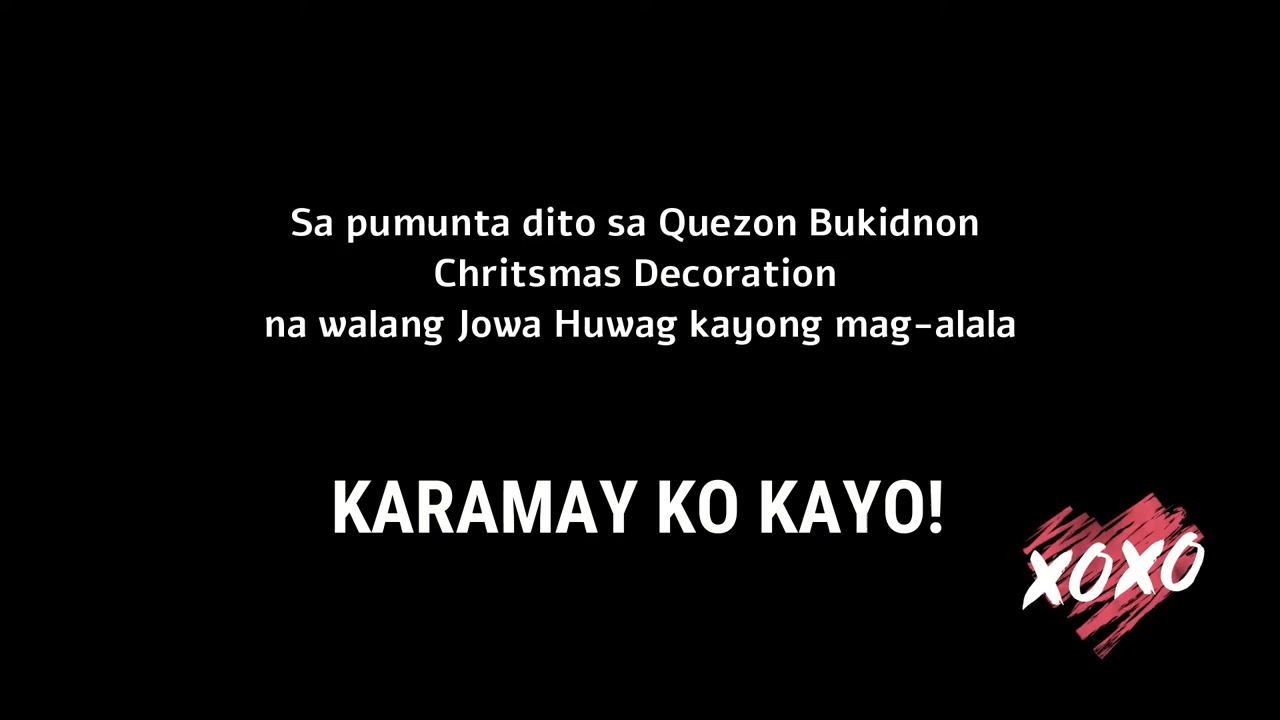 Sa pumunta dito sa Quezon Bukidnon
Chritsmas Decoration
na walang Jowa Huwag kayong mag-alala
KARAMAY KO KAYO!
XOXO